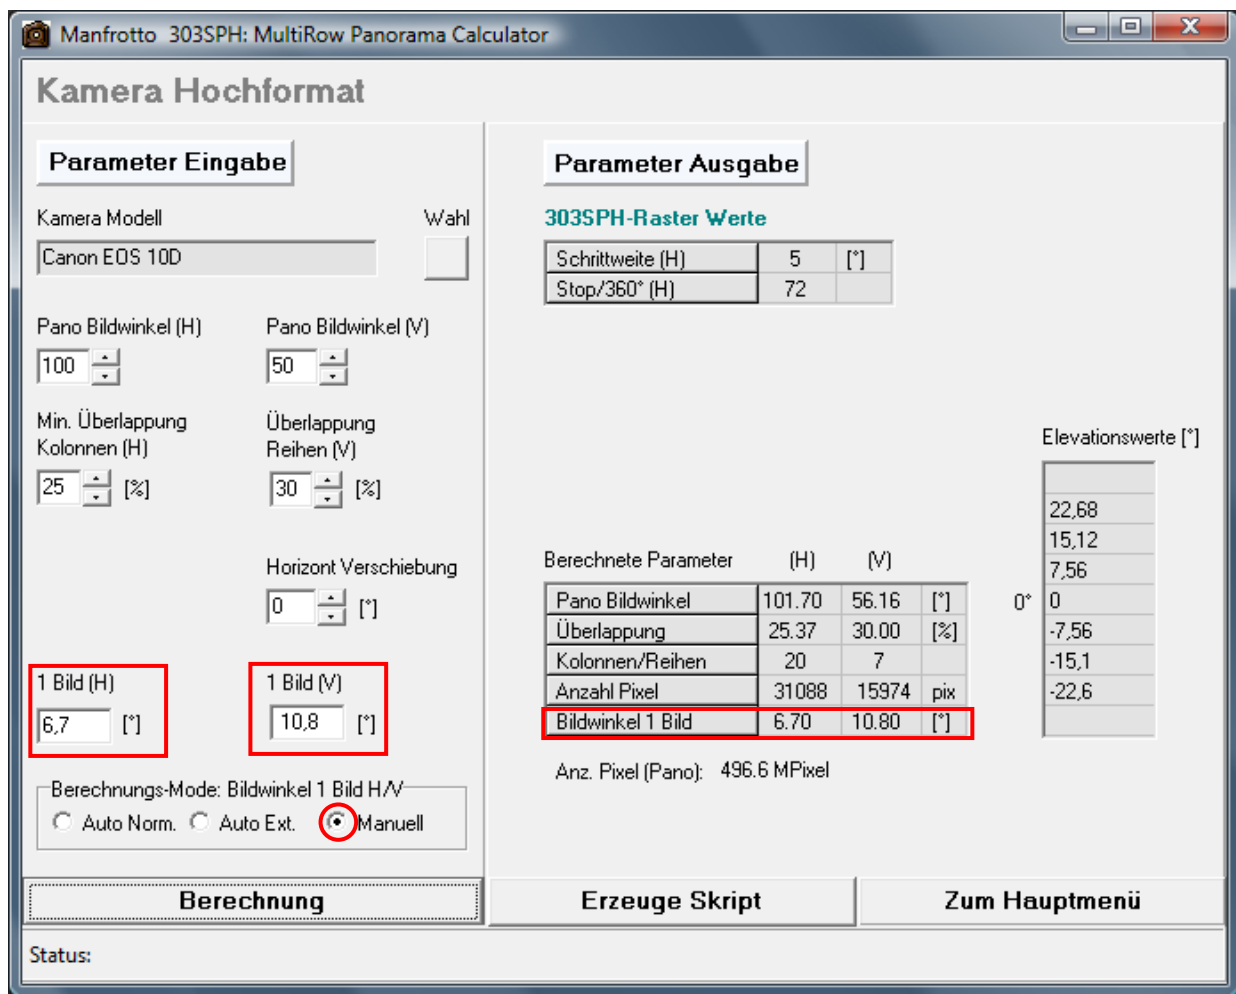 Manfrotto 303SPH: MultiRow Panorama Calculator
Kamera Hochformat
Parameter Eingabe
Kamera Modell Wahl
Canon EOS 10D
Pano Bildwinkel (H) Pano Bildwinkel (V)
100 50
Min. Überlappung Kolonnen (H) Überlappung Reihen (V)
25 [%] 30 [%]
Horizont Verschiebung
0 [°]
1 Bild (H) 1 Bild (V)
6,7 [°] 10,8 [°]
Berechnungs-Mode: Bildwinkel 1 Bild H/V
Auto Norm. Auto Ext. Manuell
Parameter Ausgabe
303SPH-Raster Werte
Schrittweite (H) 5 [°]
Stop/360° (H) 72
Berechnete Parameter (H) (V)
Pano Bildwinkel 101.70 56.16 [°]
Überlappung 25.37 30.00 [%]
Kolonnen/Reihen 20 7
Anzahl Pixel 31088 15974 pix
Bildwinkel 1 Bild 6.70 10.80 [°]
Anz. Pixel (Pano): 496.6 MPixel
Elevationswerte [°]
22,68
15,12
7,56
0° 0
-7,56
-15,1
-22,6
Berechnung Erzeuge Skript Zum Hauptmenü
Status: